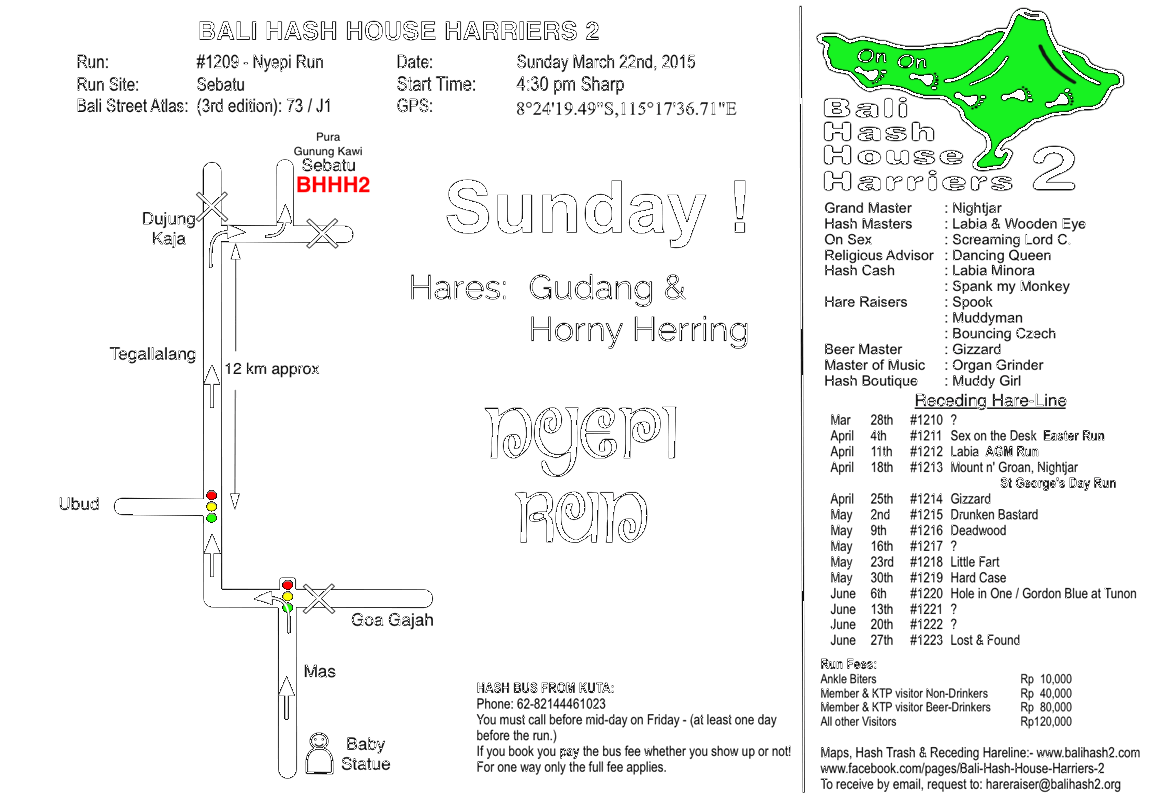 BALI HASH HOUSE HARRIERS 2
Run: #1209 - Nyepi Run Date: Sunday March 22nd, 2015
Run Site: Sebatu Start Time: 4:30 pm Sharp
Bali Street Atlas: (3rd edition): 73 / J1 GPS: 8°24'19.49"S,115°17'36.71"E
Pura
Gunung Kawi
Sebatu
BHHH2
Dujung
Kaja
Tegallalang
12 km approx
Ubud
Goa Gajah
Mas
Baby
Statue
Sunday !
Hares: Gudang &
Horny Herring
NYEPI
RUN
HASH BUS FROM KUTA:
Phone: 62-82144461023
You must call before mid-day on Friday - (at least one day
before the run.)
If you book you pay the bus fee whether you show up or not!
For one way only the full fee applies.
On On
Bali
Hash
House
Harriers 2
Grand Master : Nightjar
Hash Masters : Labia & Wooden Eye
On Sex : Screaming Lord C.
Religious Advisor : Dancing Queen
Hash Cash : Labia Minora
: Spank my Monkey
Hare Raisers : Spook
: Muddyman
: Bouncing Czech
Beer Master : Gizzard
Master of Music : Organ Grinder
Hash Boutique : Muddy Girl
Receding Hare-Line
Mar 28th #1210 ?
April 4th #1211 Sex on the Desk Easter Run
April 11th #1212 Labia AGM Run
April 18th #1213 Mount n' Groan, Nightjar
St George's Day Run
April 25th #1214 Gizzard
May 2nd #1215 Drunken Bastard
May 9th #1216 Deadwood
May 16th #1217 ?
May 23rd #1218 Little Fart
May 30th #1219 Hard Case
June 6th #1220 Hole in One / Gordon Blue at Tunon
June 13th #1221 ?
June 20th #1222 ?
June 27th #1223 Lost & Found
Run Fees:
Ankle Biters Rp 10,000
Member & KTP visitor Non-Drinkers Rp 40,000
Member & KTP visitor Beer-Drinkers Rp 80,000
All other Visitors Rp120,000
Maps, Hash Trash & Receding Hareline:- www.balihash2.com
www.facebook.com/pages/Bali-Hash-House-Harriers-2
To receive by email, request to: hareraiser@balihash2.org